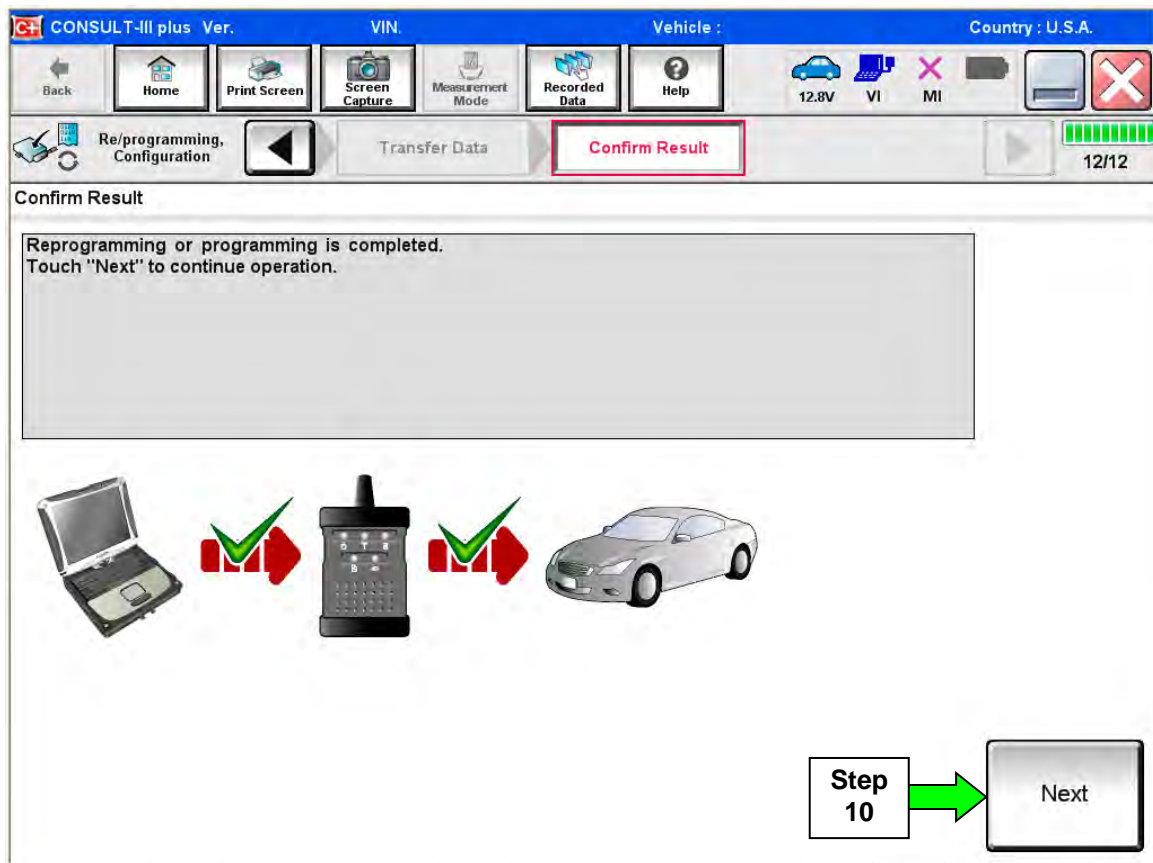 C+ CONSULT-III plus Ver. VIN. Vehicle : Country : U.S.A.
Back
Home
Print Screen
Screen
Capture
Measurement
Mode
Recorded
Data
Help
12.8V
VI
MI
Re/programming,
Configuration
Transfer Data
Confirm Result
12/12
Confirm Result
Reprogramming or programming is completed.
Touch "Next" to continue operation.
Step
10
Next